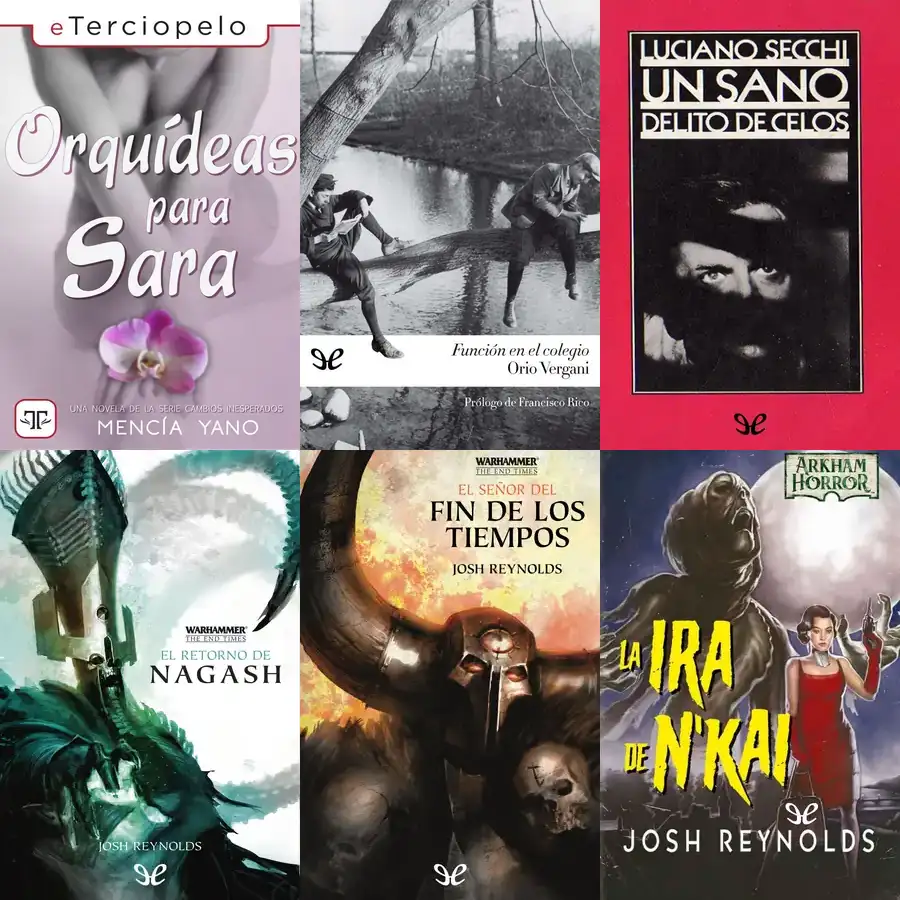 eTerciopelo
Orquídeas
para
Sara
UNA NOVELA DE LA SERIE CAMBIOS INESPERADOS
MENCÍA YANO
Función en el colegio
Orio Vergani
Prólogo de Francisco Rico
LUCIANO SECCHI
UN SANO
DELITO DE CELOS
WARHAMMER
THE END TIMES
EL RETORNO DE
NAGASH
JOSH REYNOLDS
WARHAMMER
THE END TIMES
EL SEÑOR DEL
FIN DE LOS
TIEMPOS
JOSH REYNOLDS
ARKHAM
HORROR
LA IRA
DE N'KAI
JOSH REYNOLDS